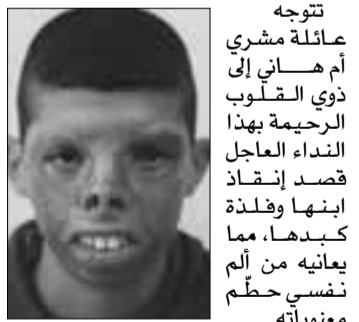 تتوجه
عائلة مشري
أم هاني إلى
ذوي القلوب
الرحيمة بهذا
النداء العاجل
قصد إنقاذ
ابنها وفلذة
كبدها، مما
يعانيه من ألم
نفسي حطّم
معنوياته